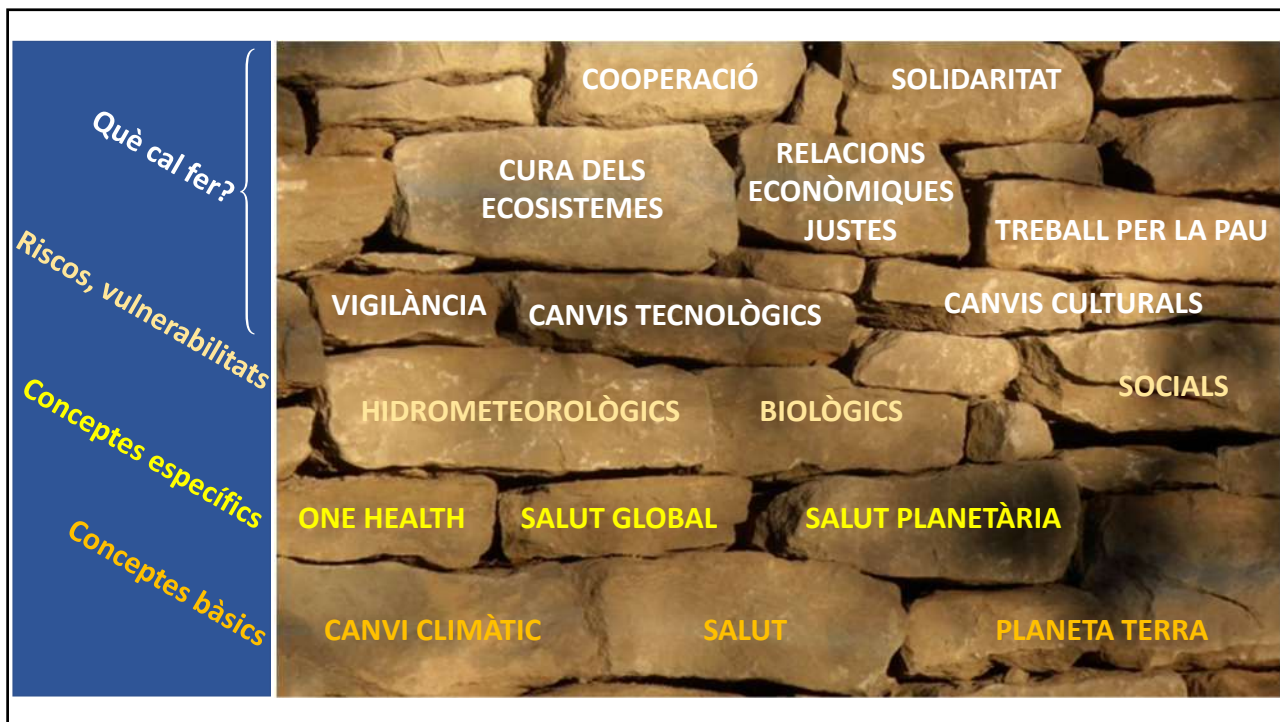 Què cal fer?
Riscos, vulnerabilitats
Conceptes específics
Conceptes bàsics
COOPERACIÓ
SOLIDARITAT
CURA DELS
ECOSISTEMES
RELACIONS
ECONÒMIQUES
JUSTES
TREBALL PER LA PAU
VIGILÀNCIA
CANVIS TECNOLÒGICS
CANVIS CULTURALS
HIDROMETEOROLÒGICS
BIOLÒGICS
SOCIALS
ONE HEALTH
SALUT GLOBAL
SALUT PLANETÀRIA
CANVI CLIMÀTIC
SALUT
PLANETA TERRA